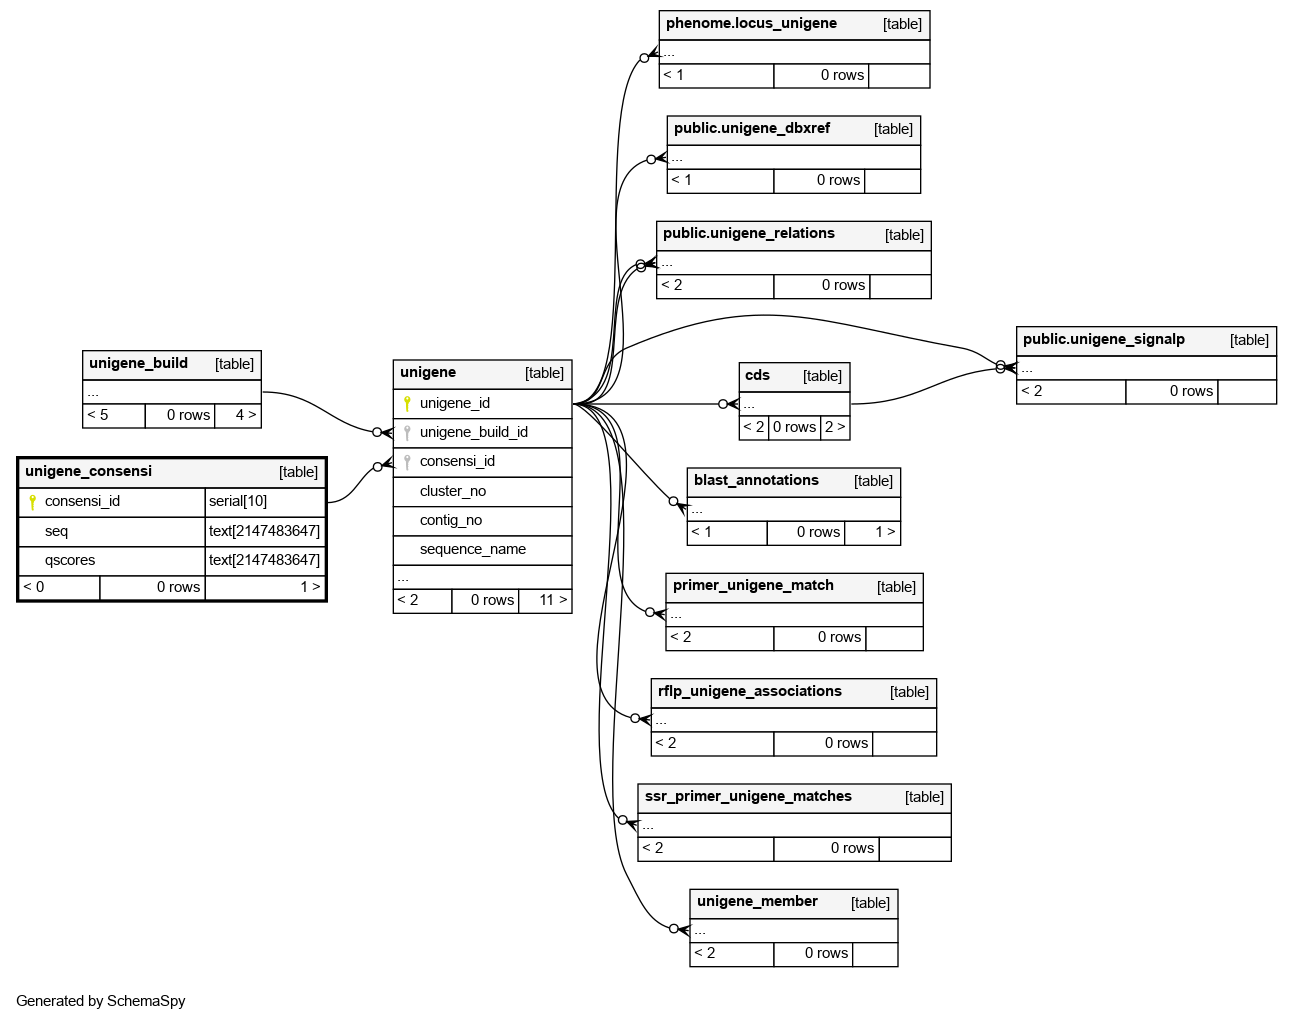 phenome.locus_unigene [table]
...
< 1 0 rows
public.unigene_dbxref [table]
...
< 1 0 rows
public.unigene_relations [table]
...
< 2 0 rows
public.unigene_signalp [table]
...
< 2 0 rows
unigene_build [table]
...
< 5 0 rows 4 >
unigene_consensi [table]
consensi_id serial[10]
seq text[2147483647]
qscores text[2147483647]
< 0 0 rows 1 >
unigene [table]
unigene_id
unigene_build_id
consensi_id
cluster_no
contig_no
sequence_name
...
< 2 0 rows 11 >
cds [table]
...
< 2 0 rows 2 >
blast_annotations [table]
...
< 1 0 rows 1 >
primer_unigene_match [table]
...
< 2 0 rows
rflp_unigene_associations [table]
...
< 2 0 rows
ssr_primer_unigene_matches [table]
...
< 2 0 rows
unigene_member [table]
...
< 2 0 rows
Generated by SchemaSpy